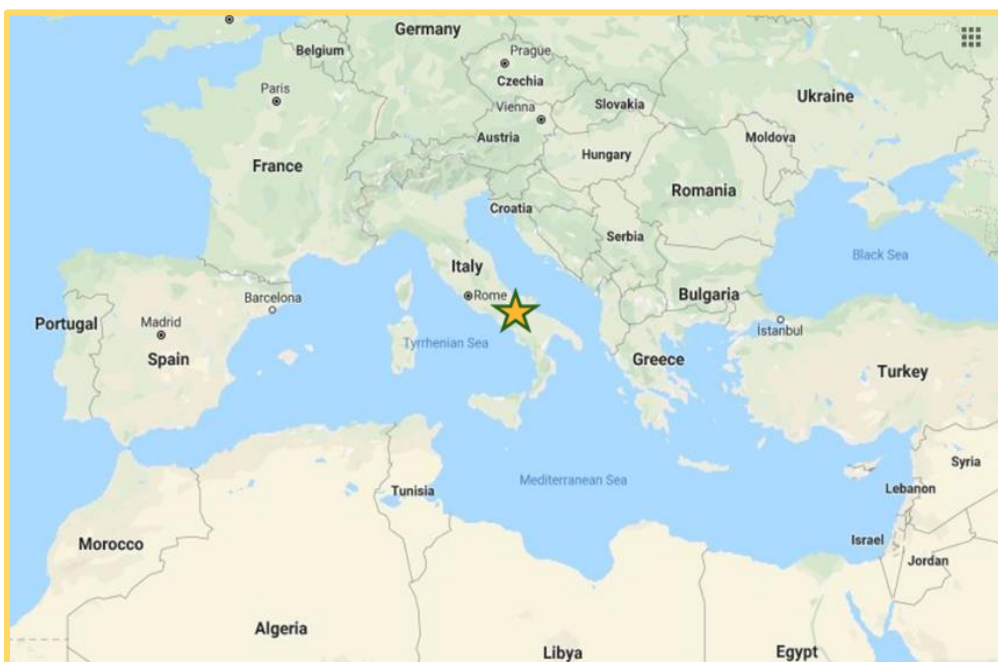 Germany
Belgium
Prague
Czechia
Paris
Slovakia
Ukraine
Vienna
Austria
Moldova
Hungary
France
Romania
Croatia
Serbia
Black Sea
Italy
Rome
Bulgaria
Barcelona
Portugal
Madrid
İstanbul
Tyrrhenian Sea
Spain
Greece
Turkey
Syria
Mediterranean Sea
Tunisia
Lebanon
Morocco
Israel
Jordan
Algeria
Libya
Egypt